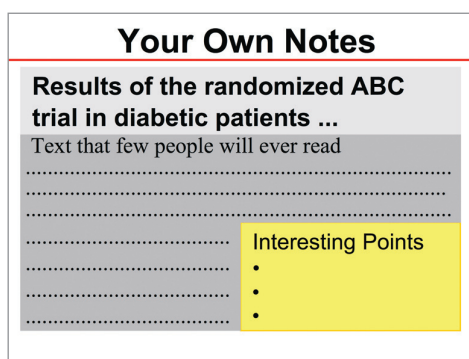 Your Own Notes
Results of the randomized ABC
trial in diabetic patients ...
Text that few people will ever read
................................................................................
...............................................................................
................................................................................
......................................
......................................
......................................
......................................
Interesting Points
•
•
•